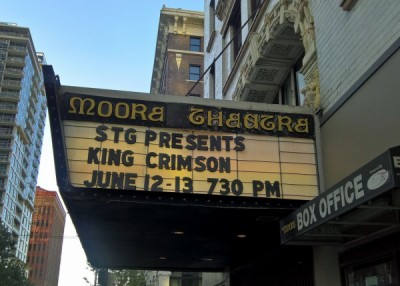 MOORE THEATRE
STG PRESENTS
KING CRIMSON
JUNE 12-13 730 PM
BOX OFFICE